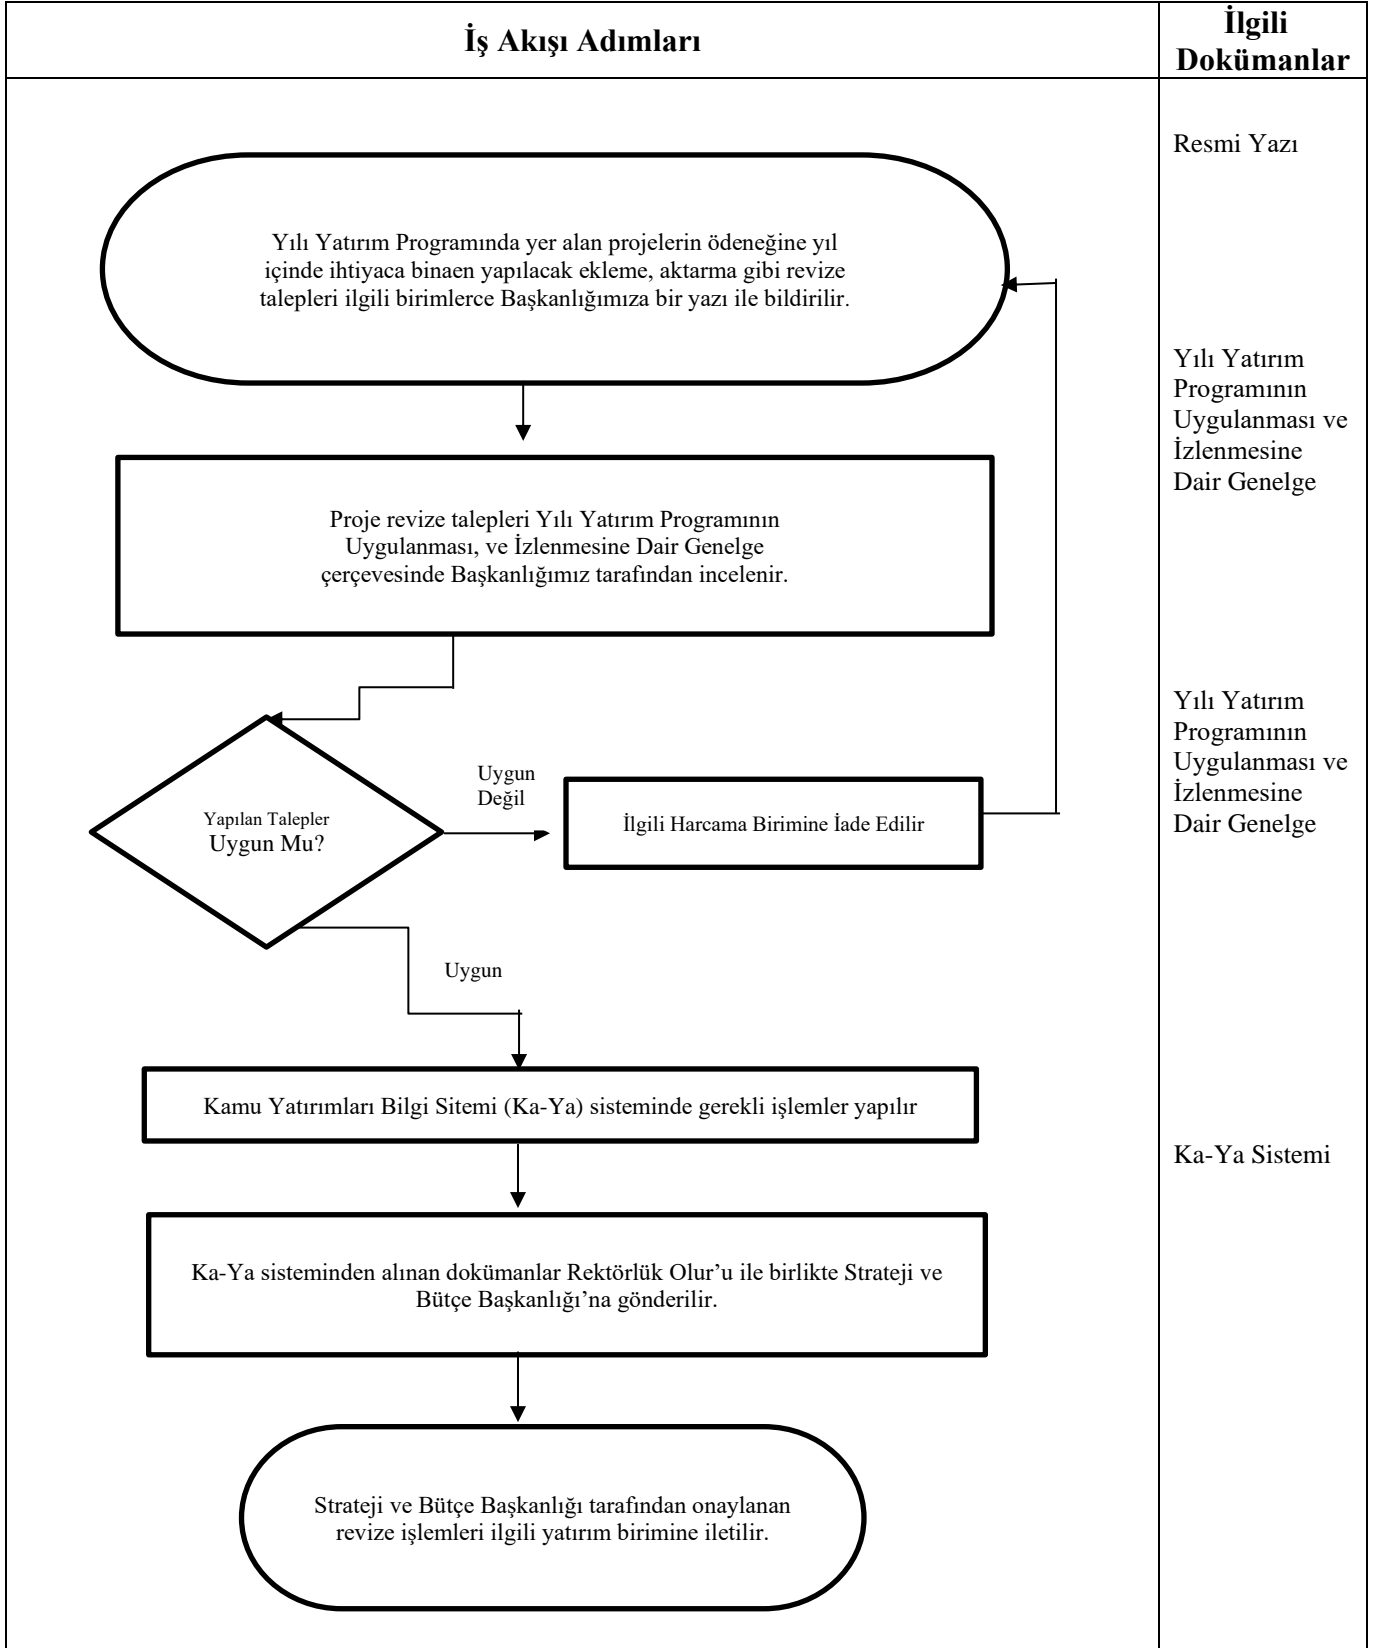 İş Akışı Adımları
İlgili
Dokümanlar
Resmi Yazı
Yılı Yatırım Programında yer alan projelerin ödeneğine yıl
içinde ihtiyaca binaen yapılacak ekleme, aktarma gibi revize
talepleri ilgili birimlerce Başkanlığımıza bir yazı ile bildirilir.
Yılı Yatırım
Programının
Uygulanması ve
İzlenmesine
Dair Genelge
Proje revize talepleri Yılı Yatırım Programının
Uygulanması, ve İzlenmesine Dair Genelge
çerçevesinde Başkanlığımız tarafından incelenir.
Yılı Yatırım
Programının
Uygulanması ve
İzlenmesine
Dair Genelge
Yapılan Talepler
Uygun Mu?
Uygun
Değil
İlgili Harcama Birimine İade Edilir
Uygun
Kamu Yatırımları Bilgi Sitemi (Ka-Ya) sisteminde gerekli işlemler yapılır
Ka-Ya Sistemi
Ka-Ya sisteminden alınan dokümanlar Rektörlük Olur’u ile birlikte Strateji ve
Bütçe Başkanlığı’na gönderilir.
Strateji ve Bütçe Başkanlığı tarafından onaylanan
revize işlemleri ilgili yatırım birimine iletilir.